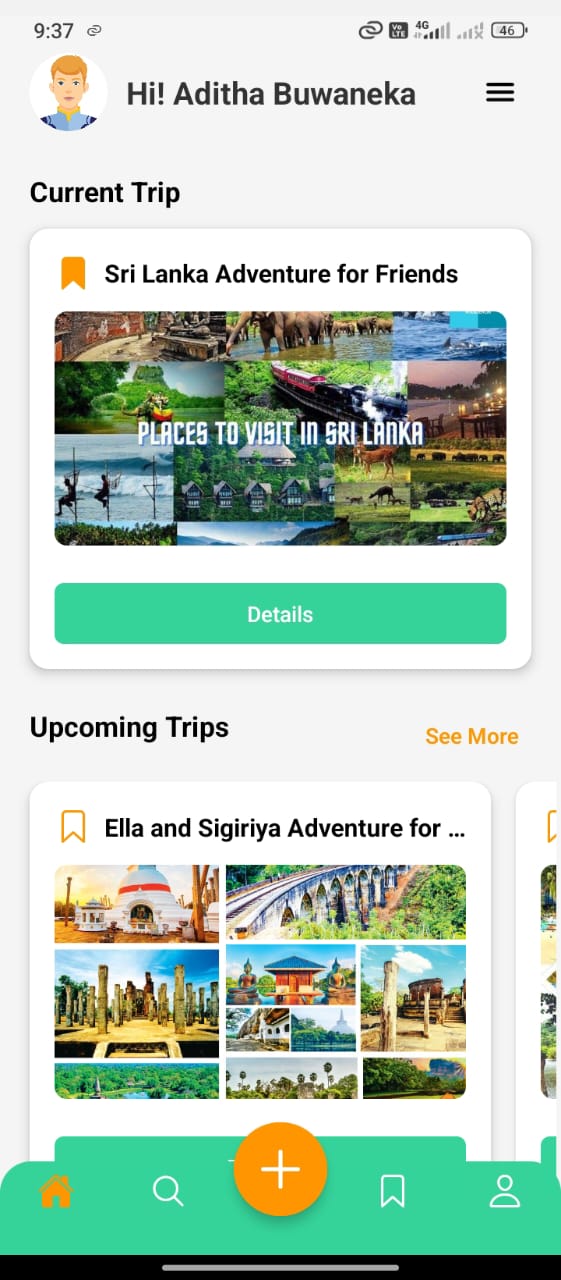 9:37
Vo
LTE
4G
46
Hi! Aditha Buwaneka
Current Trip
Sri Lanka Adventure for Friends
PLACES TO VISIT IN SRI LANKA
Details
Upcoming Trips
See More
Ella and Sigiriya Adventure for ...